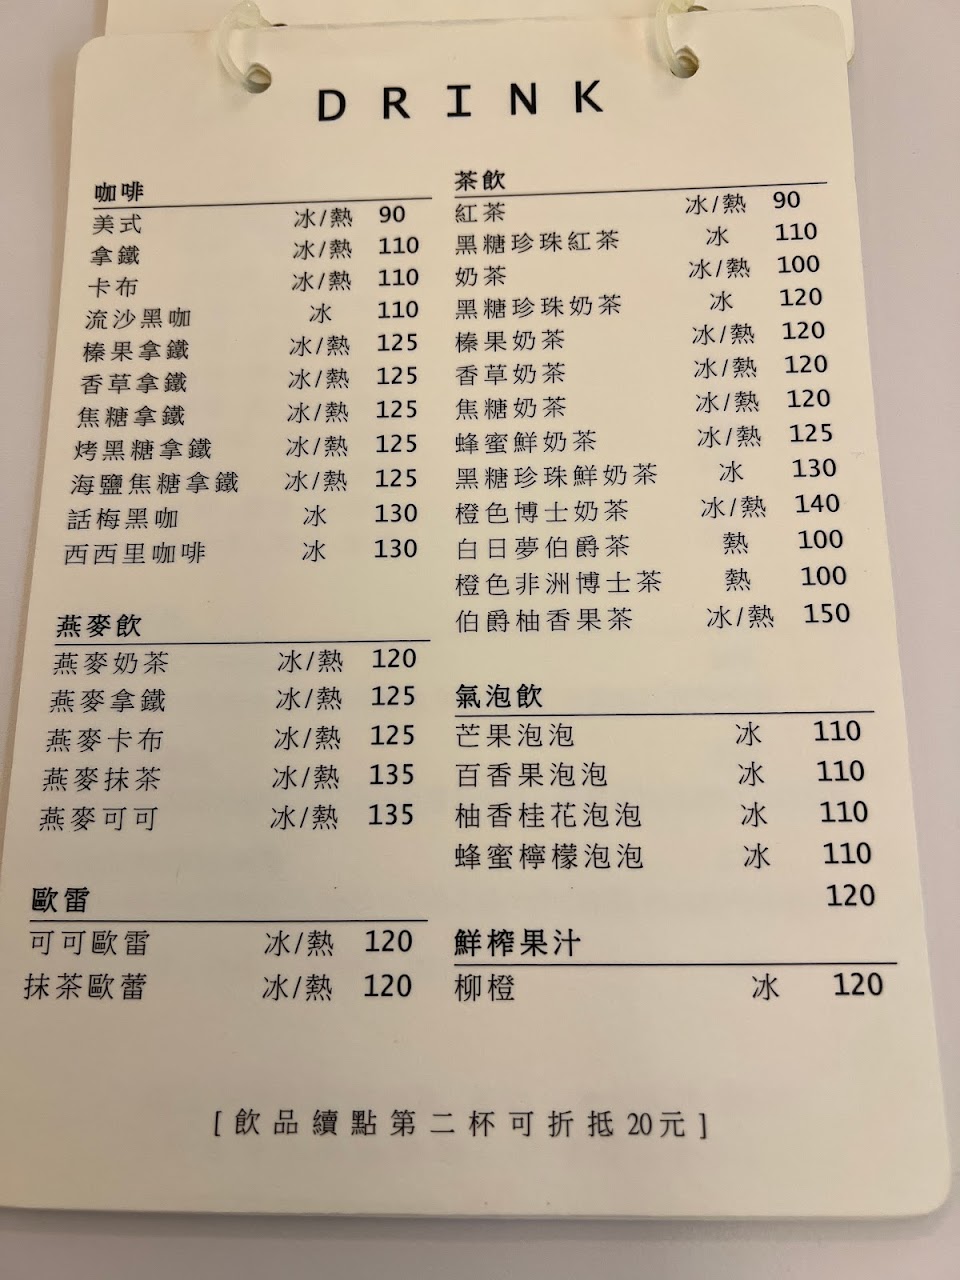 DRINK
咖啡
美式 冰/熱 90
拿鐵 冰/熱 110
卡布 冰/熱 110
流沙黑咖 冰 110
榛果拿鐵 冰/熱 125
香草拿鐵 冰/熱 125
焦糖拿鐵 冰/熱 125
烤黑糖拿鐵 冰/熱 125
海鹽焦糖拿鐵 冰/熱 125
話梅黑咖 冰 130
西西里咖啡 冰 130
燕麥飲
燕麥奶茶 冰/熱 120
燕麥拿鐵 冰/熱 125
燕麥卡布 冰/熱 125
燕麥抹茶 冰/熱 135
燕麥可可 冰/熱 135
歐雷
可可歐雷 冰/熱 120
抹茶歐蕾 冰/熱 120
茶飲
紅茶 冰/熱 90
黑糖珍珠紅茶 冰 110
奶茶 冰/熱 100
黑糖珍珠奶茶 冰 120
榛果奶茶 冰/熱 120
香草奶茶 冰/熱 120
焦糖奶茶 冰/熱 120
蜂蜜鮮奶茶 冰/熱 125
黑糖珍珠鮮奶茶 冰 130
橙色博士奶茶 冰/熱 140
白日夢伯爵茶 熱 100
橙色非洲博士茶 熱 100
伯爵柚香果茶 冰/熱 150
氣泡飲
芒果泡泡 冰 110
百香果泡泡 冰 110
柚香桂花泡泡 冰 110
蜂蜜檸檬泡泡 冰 110
120
鮮榨果汁
柳橙 冰 120
[飲品續點第二杯可折抵20元]